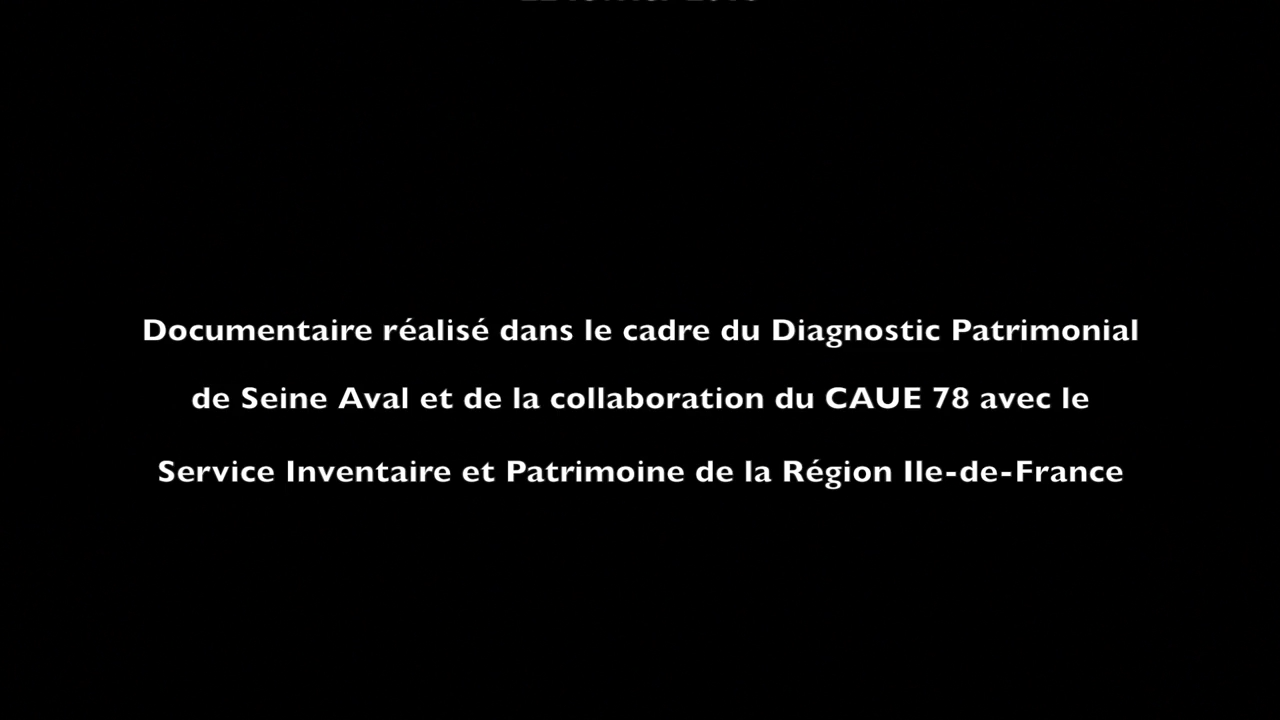 Documentaire réalisé dans le cadre du Diagnostic Patrimonial
de Seine Aval et de la collaboration du CAUE 78 avec le
Service Inventaire et Patrimoine de la Région Ile-de-France